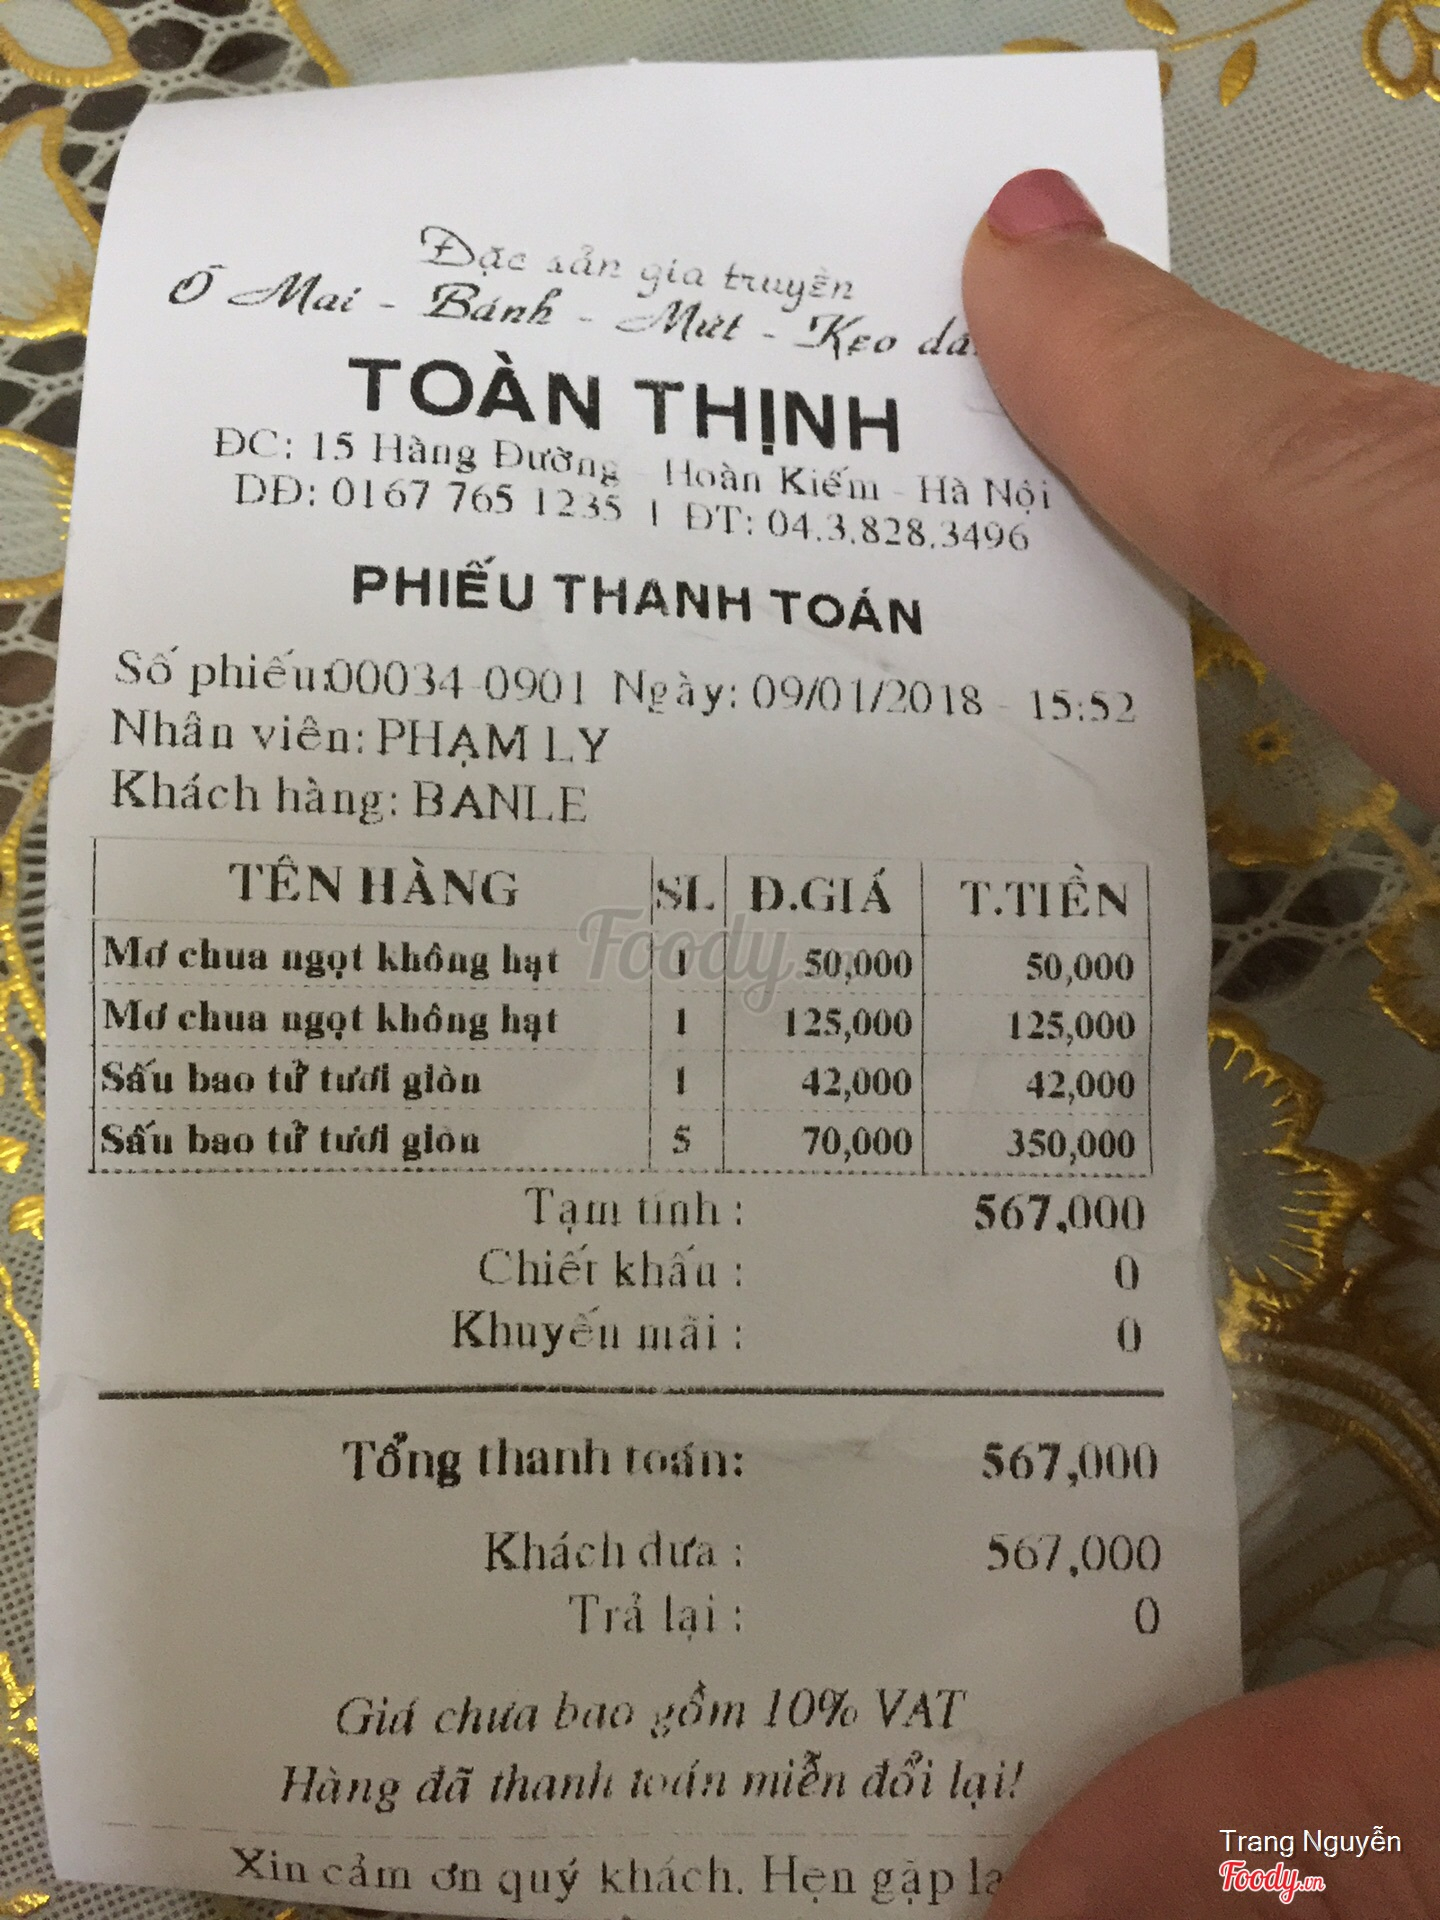 Đặc sản gia truyền
Ô Mai - Bánh - Mứt - Kẹo
TOÀN THỊNH
ĐC: 15 Hàng Đường - Hoàn Kiếm - Hà Nội
DĐ: 0167 765 1235 | ĐT: 04.3.828.3496
PHIẾU THANH TOÁN
Số phiếu:00034-0901 Ngày: 09/01/2018 - 15:52
Nhân viên: PHẠM LY
Khách hàng: BANLE
TÊN HÀNG SL Đ.GIÁ T.TIỀN
Mơ chua ngọt không hạt 1 50,000 50,000
Mơ chua ngọt không hạt 1 125,000 125,000
Sấu bao tử tươi giòn 1 42,000 42,000
Sấu bao tử tươi giòn 5 70,000 350,000
Tạm tính : 567,000
Chiết khấu : 0
Khuyến mãi : 0
Tổng thanh toán: 567,000
Khách đưa : 567,000
Trả lại : 0
Giá chưa bao gồm 10% VAT
Hàng đã thanh toán miễn đổi lại!
Xin cảm ơn quý khách. Hẹn gặp
Foody.vn
Trang Nguyễn
Foody.vn